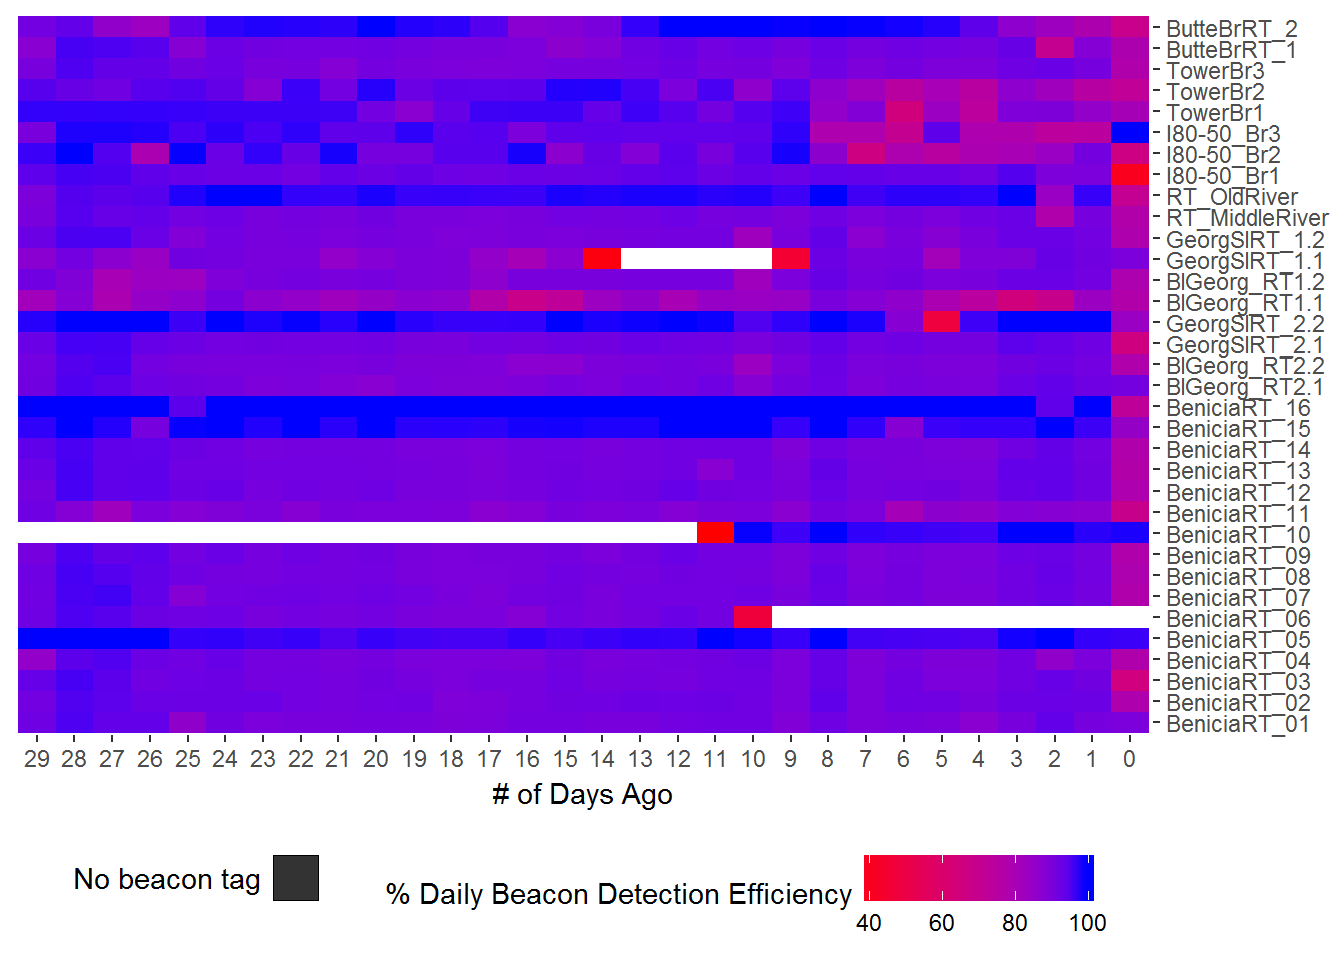 ButteBrRT_2
ButteBrRT_1
TowerBr3
TowerBr2
TowerBr1
I80-50_Br3
I80-50_Br2
I80-50_Br1
RT_OldRiver
RT_MiddleRiver
GeorgSlRT_1.2
GeorgSlRT_1.1
BlGeorg_RT1.2
BlGeorg_RT1.1
GeorgSlRT_2.2
GeorgSlRT_2.1
BlGeorg_RT2.2
BlGeorg_RT2.1
BeniciaRT_16
BeniciaRT_15
BeniciaRT_14
BeniciaRT_13
BeniciaRT_12
BeniciaRT_11
BeniciaRT_10
BeniciaRT_09
BeniciaRT_08
BeniciaRT_07
BeniciaRT_06
BeniciaRT_05
BeniciaRT_04
BeniciaRT_03
BeniciaRT_02
BeniciaRT_01
29 28 27 26 25 24 23 22 21 20 19 18 17 16 15 14 13 12 11 10 9 8 7 6 5 4 3 2 1 0
# of Days Ago
No beacon tag
% Daily Beacon Detection Efficiency
40 60 80 100